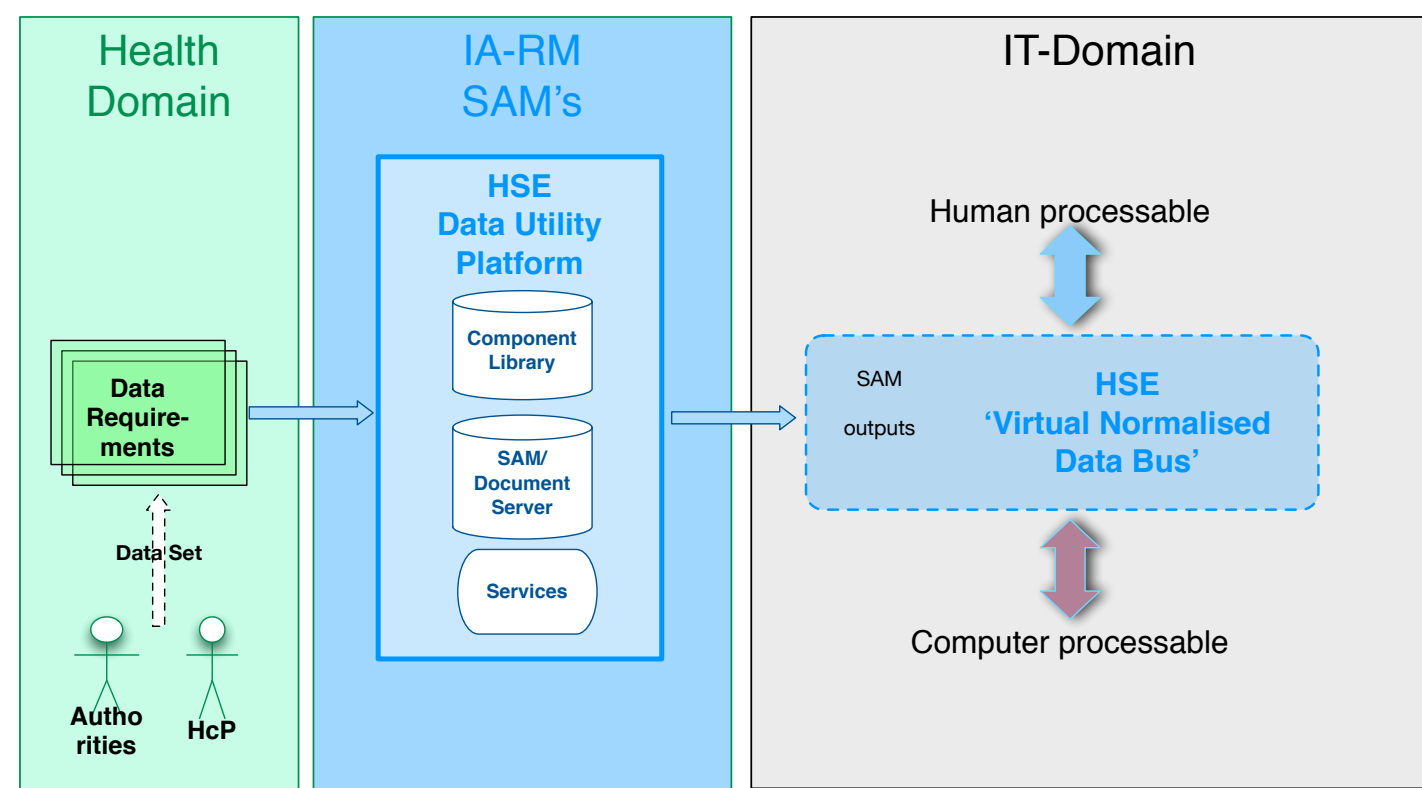 Health
Domain
Data
Require-
ments
Data Set
Autho
rities
HcP
IA-RM
SAM's
HSE
Data Utility
Platform
Component
Library
SAM/
Document
Server
Services
IT-Domain
Human processable
SAM
outputs
HSE
‘Virtual Normalised
Data Bus’
Computer processable